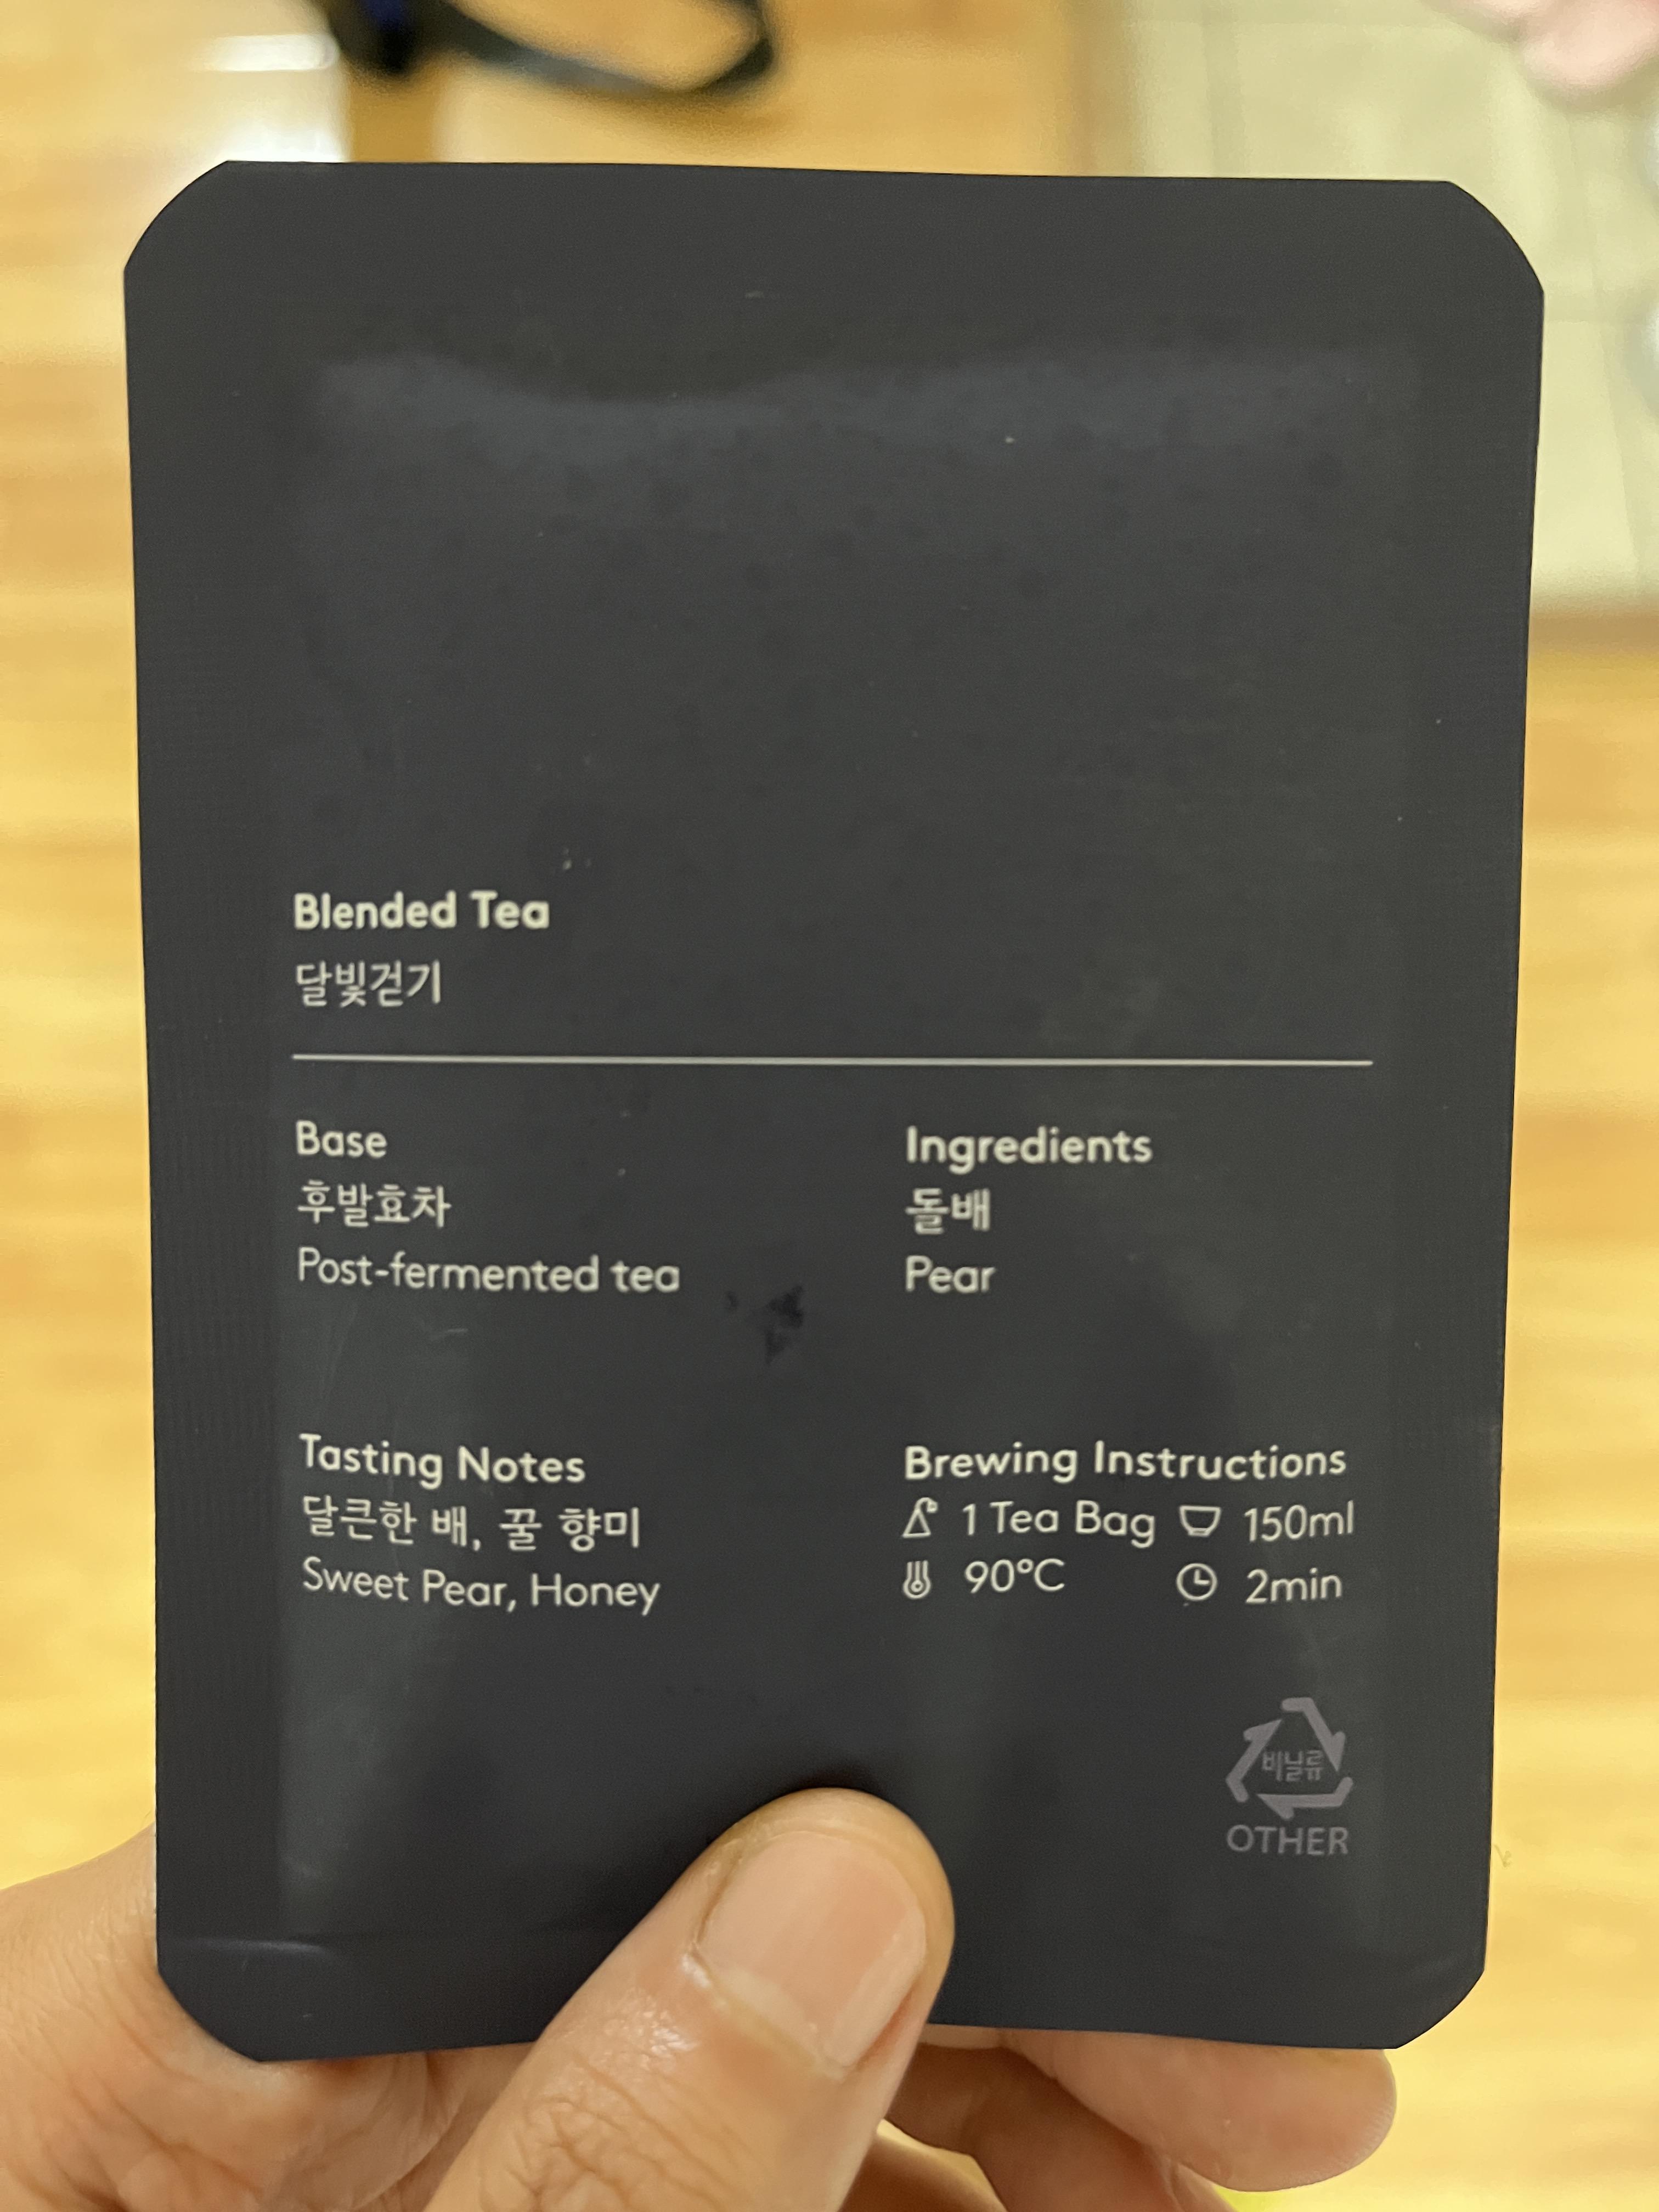 Blended Tea
달빛걷기
Base
후발효차
Post-fermented tea
Ingredients
돌배
Pear
Tasting Notes
달큰한 배, 꿀 향미
Sweet Pear, Honey
Brewing Instructions
1 Tea Bag 150ml
90°C 2min
비닐류
OTHER